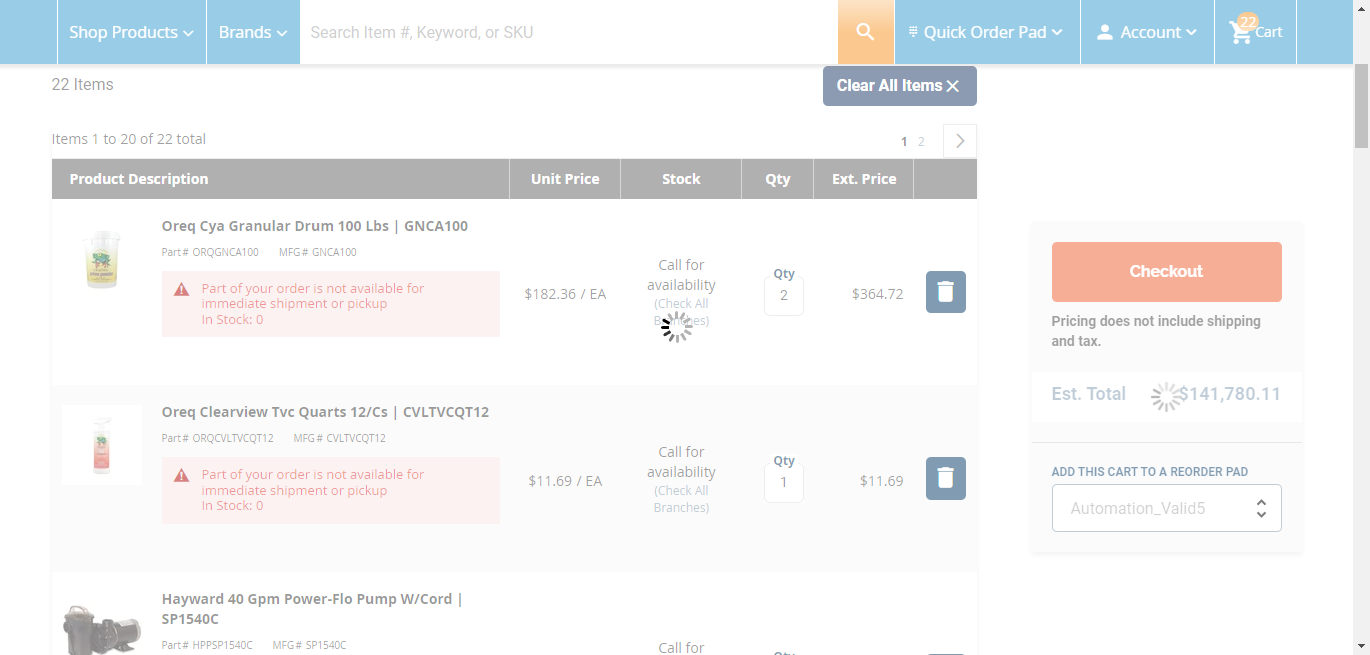 Shop Products
Brands
Search Item #, Keyword, or SKU
Quick Order Pad
Account
22
Cart
22 Items
Clear All Items
Items 1 to 20 of 22 total
1 2
Product Description
Unit Price
Stock
Qty
Ext. Price
Oreq Cya Granular Drum 100 Lbs | GNCA100
Part# ORQGNCA100 MFG# GNCA100
Part of your order is not available for
immediate shipment or pickup
In Stock: 0
$182.36 / EA
Call for
availability
(Check All
Branches)
Qty
2
$364.72
Oreq Clearview Tvc Quarts 12/Cs | CVLTVCQT12
Part# ORQCVLTVCQT12 MFG# CVLTVCQT12
Part of your order is not available for
immediate shipment or pickup
In Stock: 0
$11.69 / EA
Call for
availability
(Check All
Branches)
Qty
1
$11.69
Hayward 40 Gpm Power-Flo Pump W/Cord |
SP1540C
Part# HPPSP1540C MFG# SP1540C
Call for
Checkout
Pricing does not include shipping
and tax.
Est. Total $141,780.11
ADD THIS CART TO A REORDER PAD
Automation_Valid5